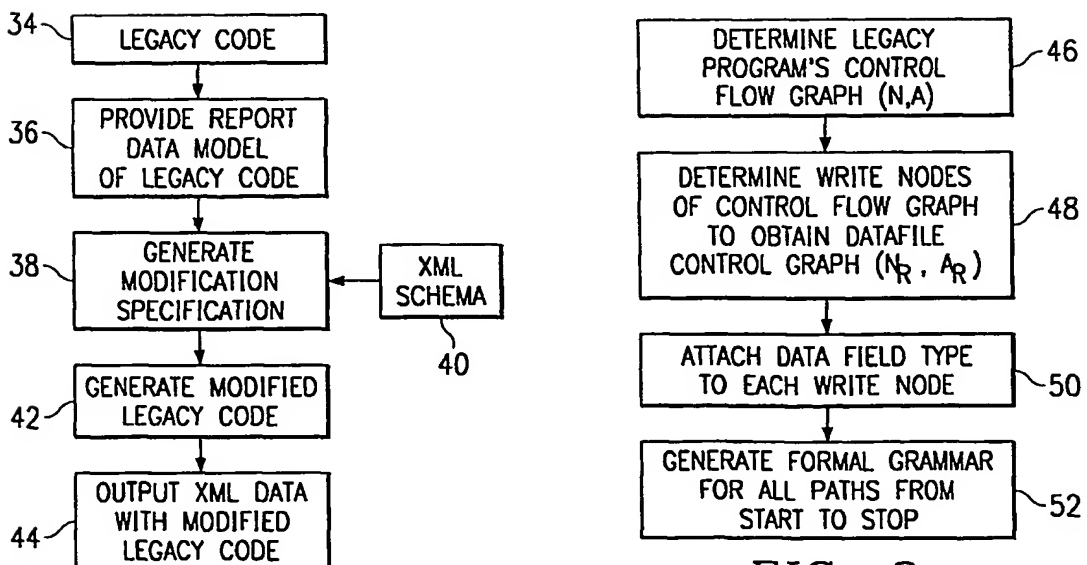 34
LEGACY CODE
36
PROVIDE REPORT
DATA MODEL
OF LEGACY CODE
38
GENERATE
MODIFICATION
SPECIFICATION
XML
SCHEMA
40
42
GENERATE MODIFIED
LEGACY CODE
44
OUTPUT XML DATA
WITH MODIFIED
LEGACY CODE
DETERMINE LEGACY
PROGRAM'S CONTROL
FLOW GRAPH (N,A)
46
DETERMINE WRITE NODES
OF CONTROL FLOW GRAPH
TO OBTAIN DATAFILE
CONTROL GRAPH (NR , AR)
48
ATTACH DATA FIELD TYPE
TO EACH WRITE NODE
50
GENERATE FORMAL GRAMMAR
FOR ALL PATHS FROM
START TO STOP
52